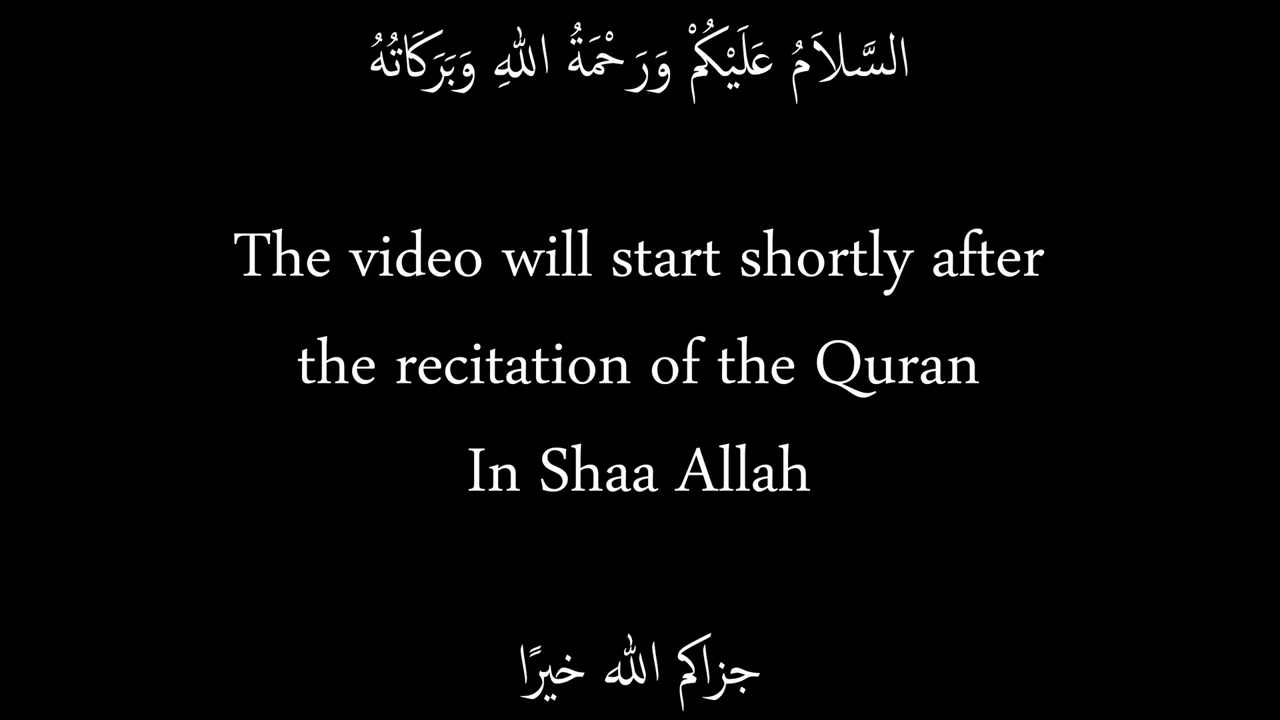 السَّلاَمُ عَلَيْكُمْ وَرَحْمَةُ اللهِ وَبَرَكَاتُهُ
The video will start shortly after
the recitation of the Quran
In Shaa Allah
جزاكم الله خيرًا